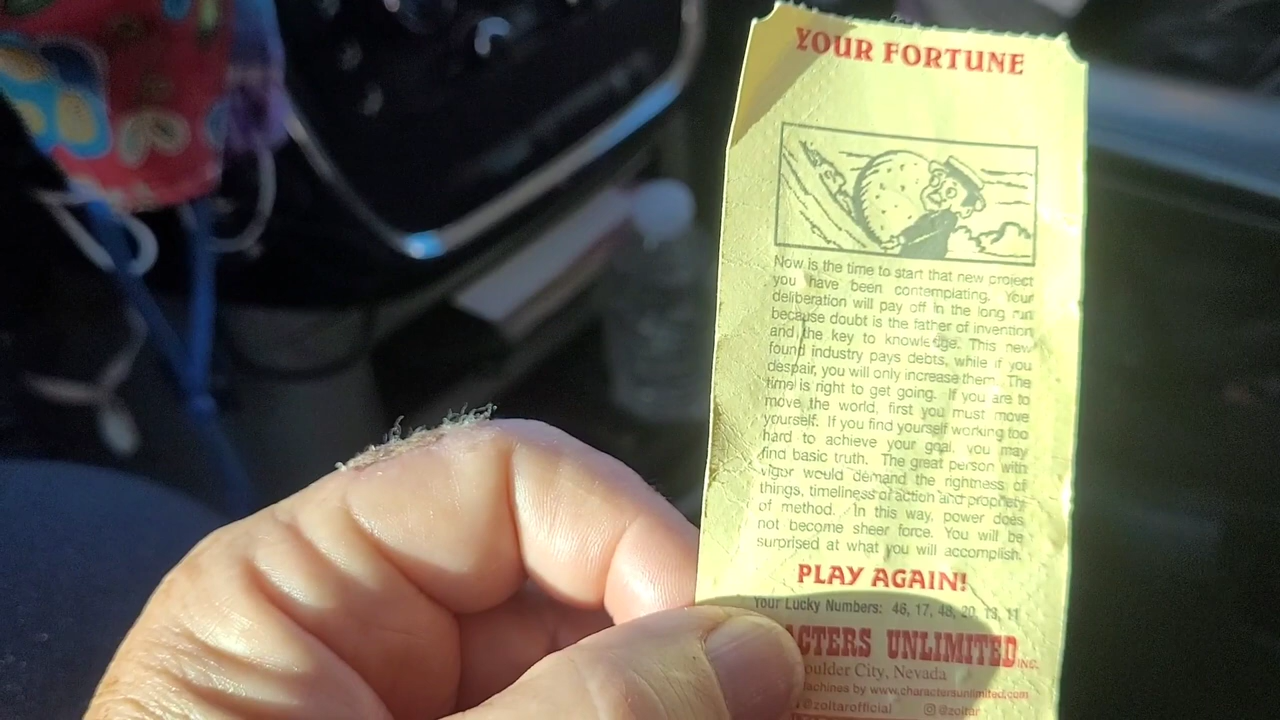 YOUR FORTUNE
Now is the time to start that new project
you have been contemplating. Your
deliberation will pay off in the long run
because doubt is the father of invention
and the key to knowledge. This new
found industry pays debts, while if you
despair, you will only increase them. The
time is right to get going. If you are to
move the world, first you must move
yourself. If you find yourself working too
hard to achieve your goal, you may
find basic truth. The great person with
vigor would demand the rightness of
things, timeliness of action and propriety
of method. In this way, power does
not become sheer force. You will be
surprised at what you will accomplish.
PLAY AGAIN!
Your Lucky Numbers: 46, 17, 48, 20, 13, 11
ACTERS UNLIMITED INC.
oulder City, Nevada
achines by www.charactersunlimited.com
@zoltarofficial @zoltar